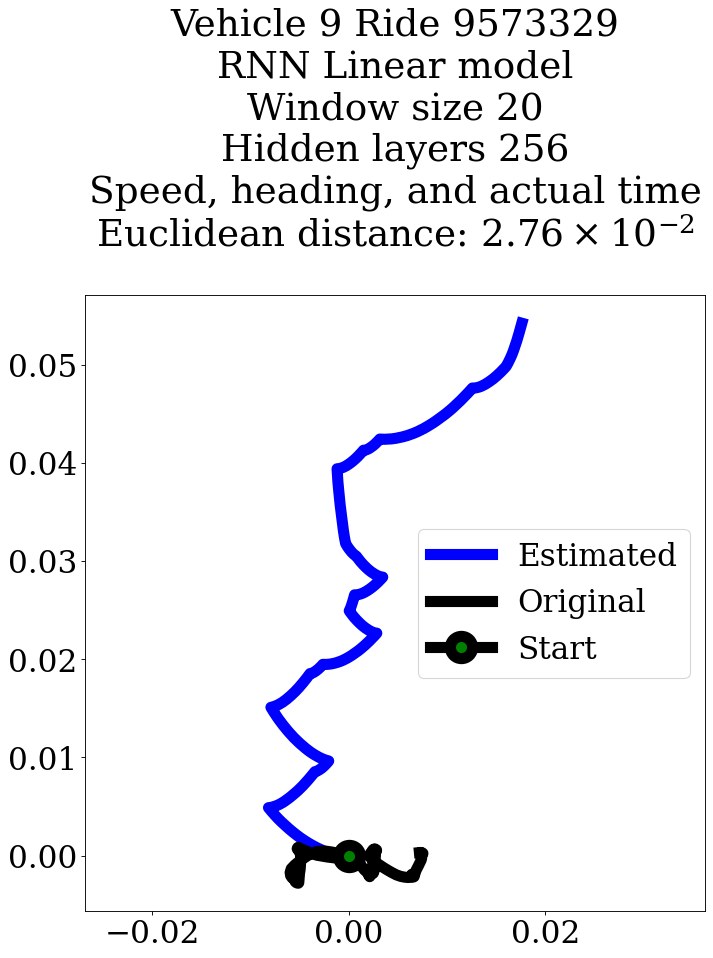 Vehicle 9 Ride 9573329
RNN Linear model
Window size 20
Hidden layers 256
Speed, heading, and actual time
Euclidean distance: 2.76 × 10⁻²
0.05
0.04
0.03
0.02
0.01
0.00
Estimated
Original
Start
−0.02 0.00 0.02